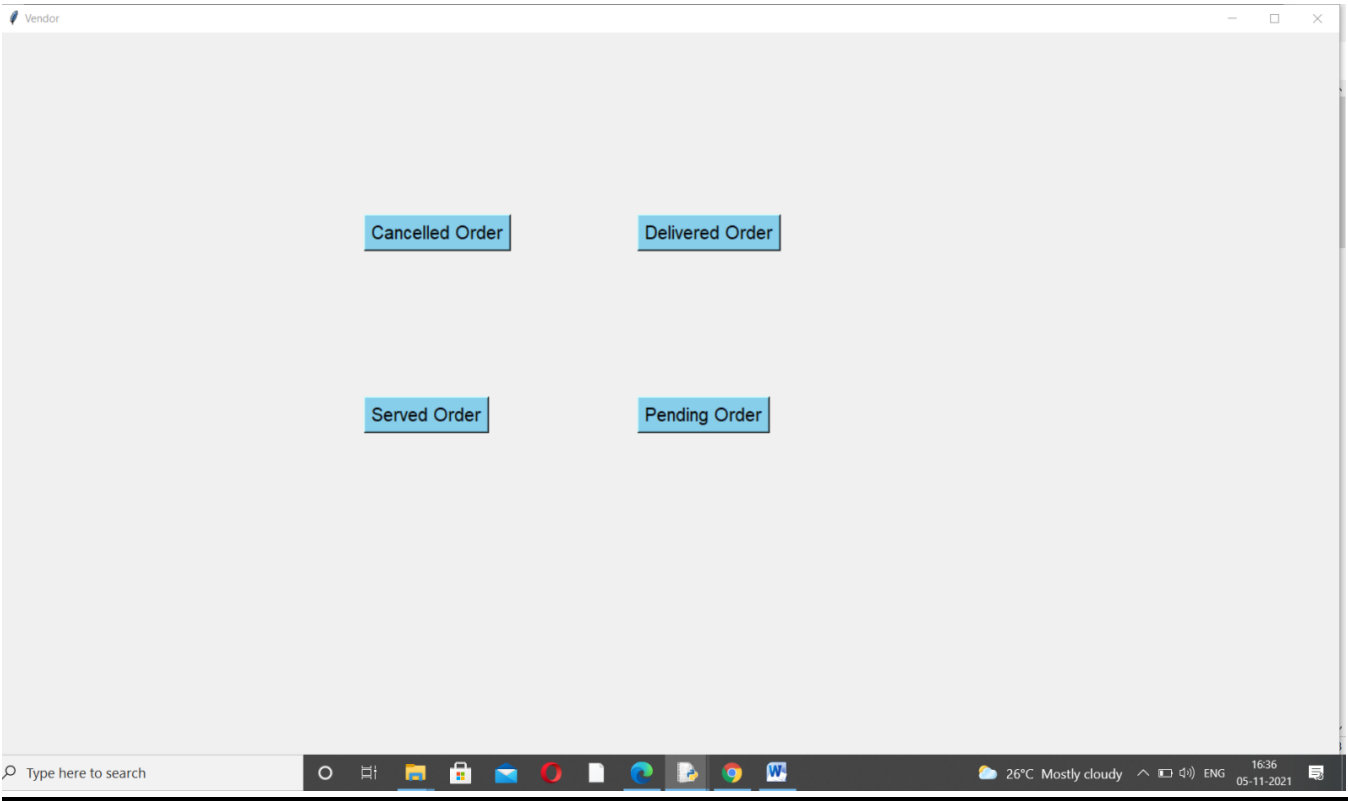 Vendor
Cancelled Order
Delivered Order
Served Order
Pending Order
Type here to search
26°C Mostly cloudy
ENG
16:36
05-11-2021